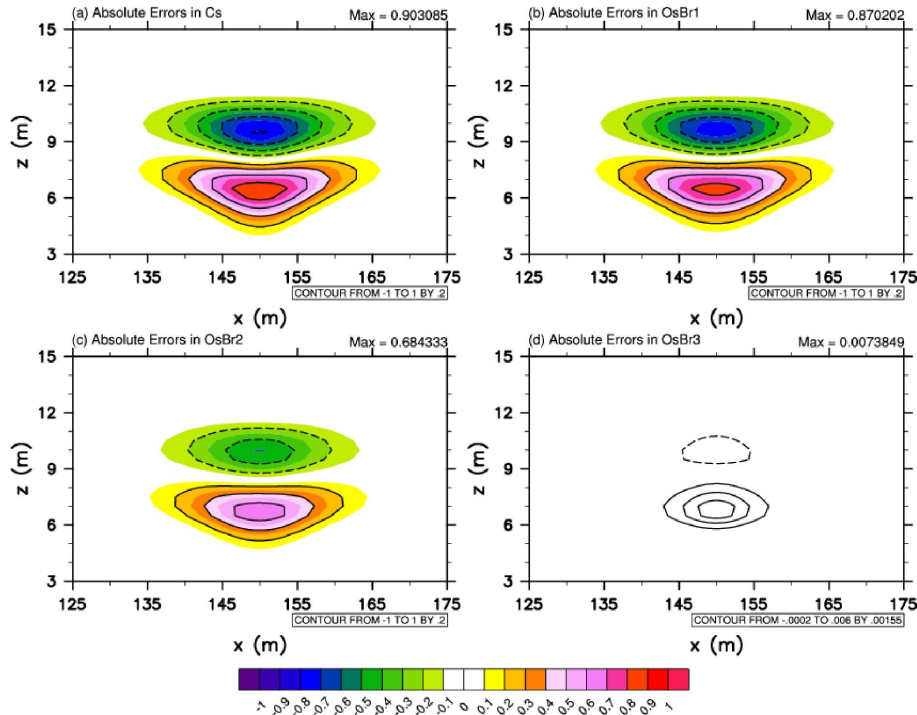 (a) Absolute Errors in Cs Max = 0.903085
15
12
9
6
3
z (m)
125 135 145 155 165 175
CONTOUR FROM -1 TO 1 BY .2
x (m)
(b) Absolute Errors in OsBr1 Max = 0.870202
15
12
9
6
3
z (m)
125 135 145 155 165 175
CONTOUR FROM -1 TO 1 BY .2
x (m)
(c) Absolute Errors in OsBr2 Max = 0.684333
15
12
9
6
3
z (m)
125 135 145 155 165 175
CONTOUR FROM -1 TO 1 BY .2
x (m)
(d) Absolute Errors in OsBr3 Max = 0.0073849
15
12
9
6
3
z (m)
125 135 145 155 165 175
CONTOUR FROM -.0002 TO .006 BY .00155
x (m)
-1 -0.9 -0.8 -0.7 -0.6 -0.5 -0.4 -0.3 -0.2 -0.1 0 0.1 0.2 0.3 0.4 0.5 0.6 0.7 0.8 0.9 1